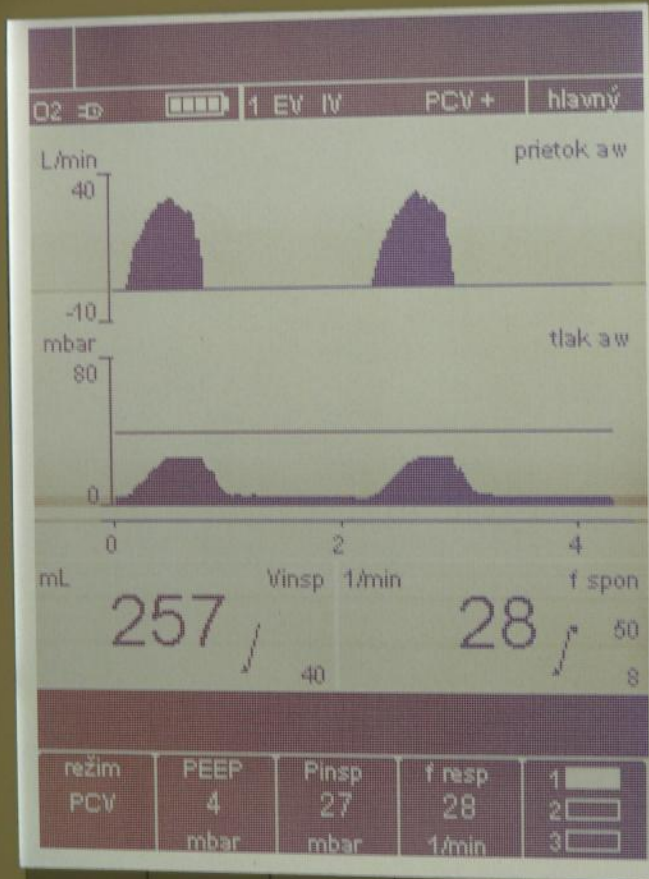 O2 1 EV IV PCV + hlavný
L/min prietok aw
40
-10
mbar tlak aw
80
0
0 2 4
mL Vinsp 1/min f spon
257 28 50
40 8
režim PEEP Pinsp f resp 1
PCV 4 27 28 2
mbar mbar 1/min 3